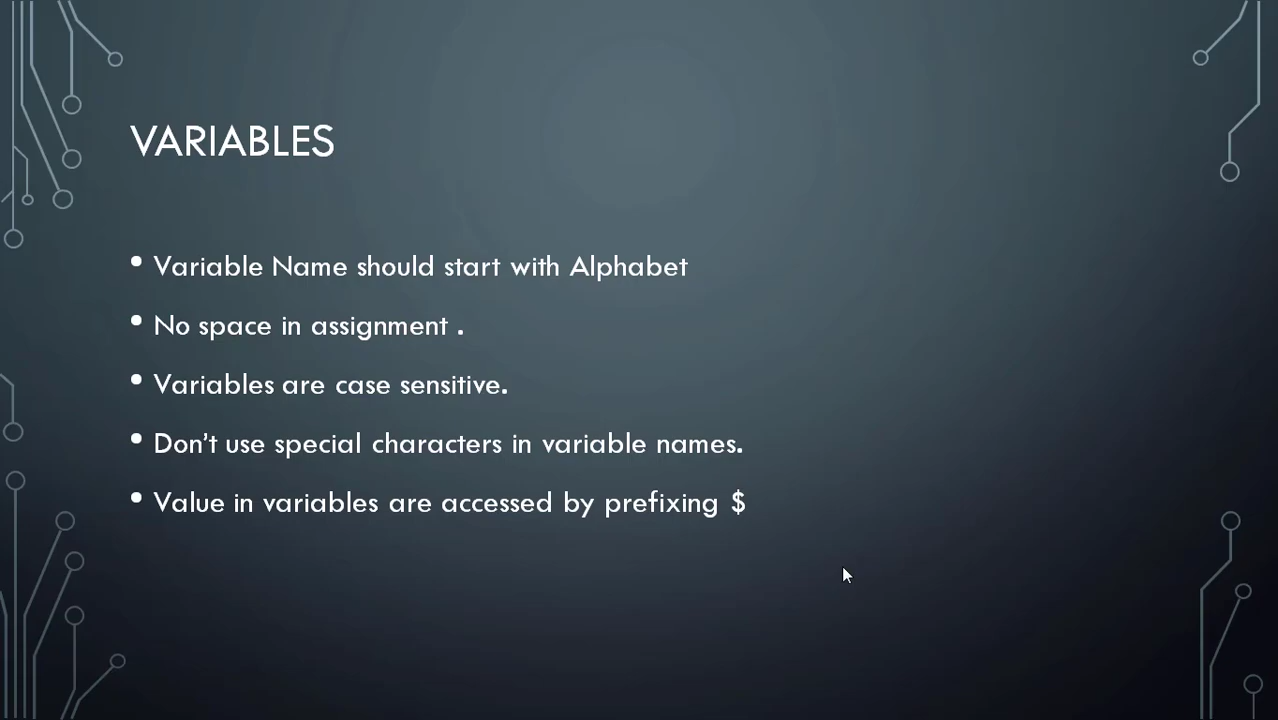 VARIABLES
• Variable Name should start with Alphabet
• No space in assignment .
• Variables are case sensitive.
• Don’t use special characters in variable names.
• Value in variables are accessed by prefixing $